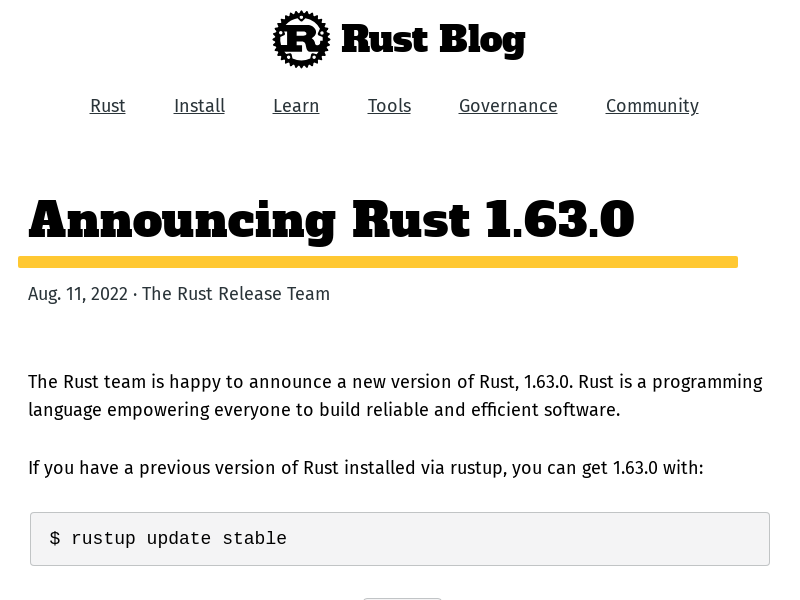 Rust Blog
Rust Install Learn Tools Governance Community
Announcing Rust 1.63.0
Aug. 11, 2022 · The Rust Release Team
The Rust team is happy to announce a new version of Rust, 1.63.0. Rust is a programming
language empowering everyone to build reliable and efficient software.
If you have a previous version of Rust installed via rustup, you can get 1.63.0 with:
$ rustup update stable